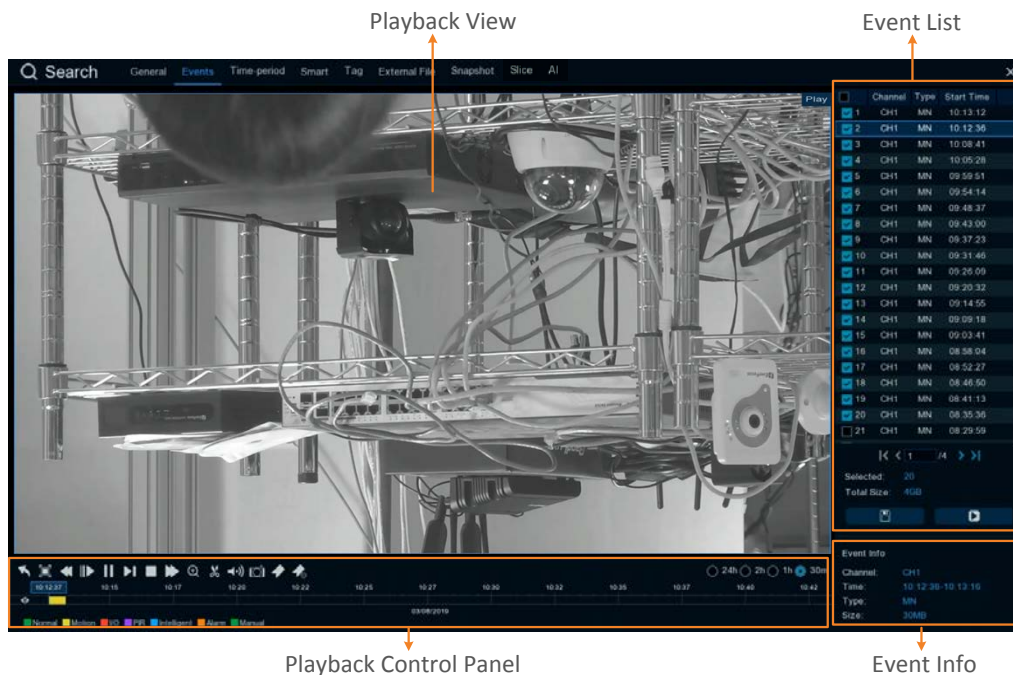 Playback View
Event List
Search General Events Time-period Smart Tag External File Snapshot Slice AI
Play
Channel Type Start Time
1 CH1 MN 10:13:12
2 CH1 MN 10:12:36
3 CH1 MN 10:08:41
4 CH1 MN 10:05:28
5 CH1 MN 09:59:51
6 CH1 MN 09:54:14
7 CH1 MN 09:48:37
8 CH1 MN 09:43:00
9 CH1 MN 09:37:23
10 CH1 MN 09:31:46
11 CH1 MN 09:26:09
12 CH1 MN 09:20:32
13 CH1 MN 09:14:55
14 CH1 MN 09:09:18
15 CH1 MN 09:03:41
16 CH1 MN 08:58:04
17 CH1 MN 08:52:27
18 CH1 MN 08:46:50
19 CH1 MN 08:41:13
20 CH1 MN 08:35:36
21 CH1 MN 08:29:59
1 /4
Selected: 20
Total Size: 4GB
24h 2h 1h 30m
10:12:37 10:15 10:17 10:20 10:22 10:25 10:27 10:30 10:32 10:35 10:37 10:40 10:42
03/08/2019
Normal Motion I/O PIR Intelligent Alarm Manual
Event Info
Channel: CH1
Time: 10:12:36-10:13:16
Type: MN
Size: 30MB
Playback Control Panel
Event Info